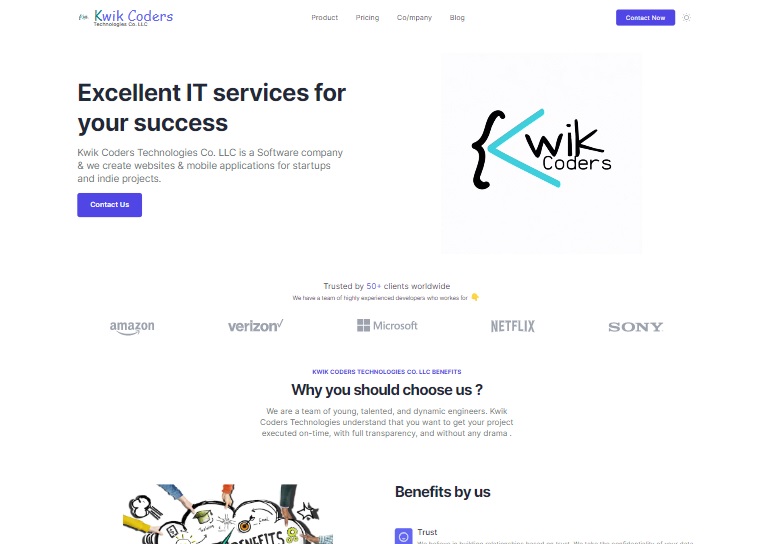 Kwik Coders
Technologies Co. LLC
Product Pricing Co/mpany Blog
Contact Now
Excellent IT services for
your success
Kwik Coders Technologies Co. LLC is a Software company
& we create websites & mobile applications for startups
and indie projects.
Contact Us
Kwik
Coders
Trusted by 50+ clients worldwide
We have a team of highly experienced developers who workes for
amazon verizon Microsoft NETFLIX SONY
KWIK CODERS TECHNOLOGIES CO. LLC BENEFITS
Why you should choose us ?
We are a team of young, talented, and dynamic engineers. Kwik
Coders Technologies understand that you want to get your project
executed on-time, with full transparency, and without any drama .
Benefits by us
BENEFITS
Trust